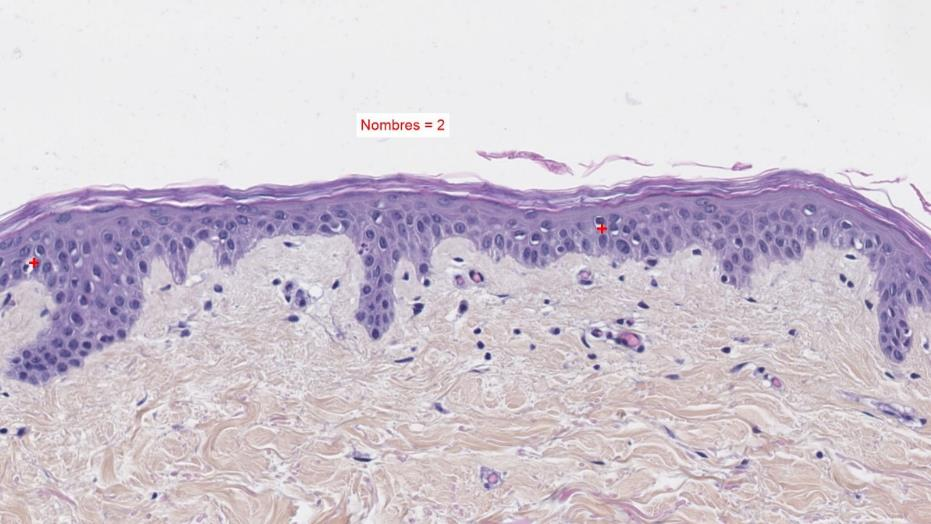 Nombres = 2